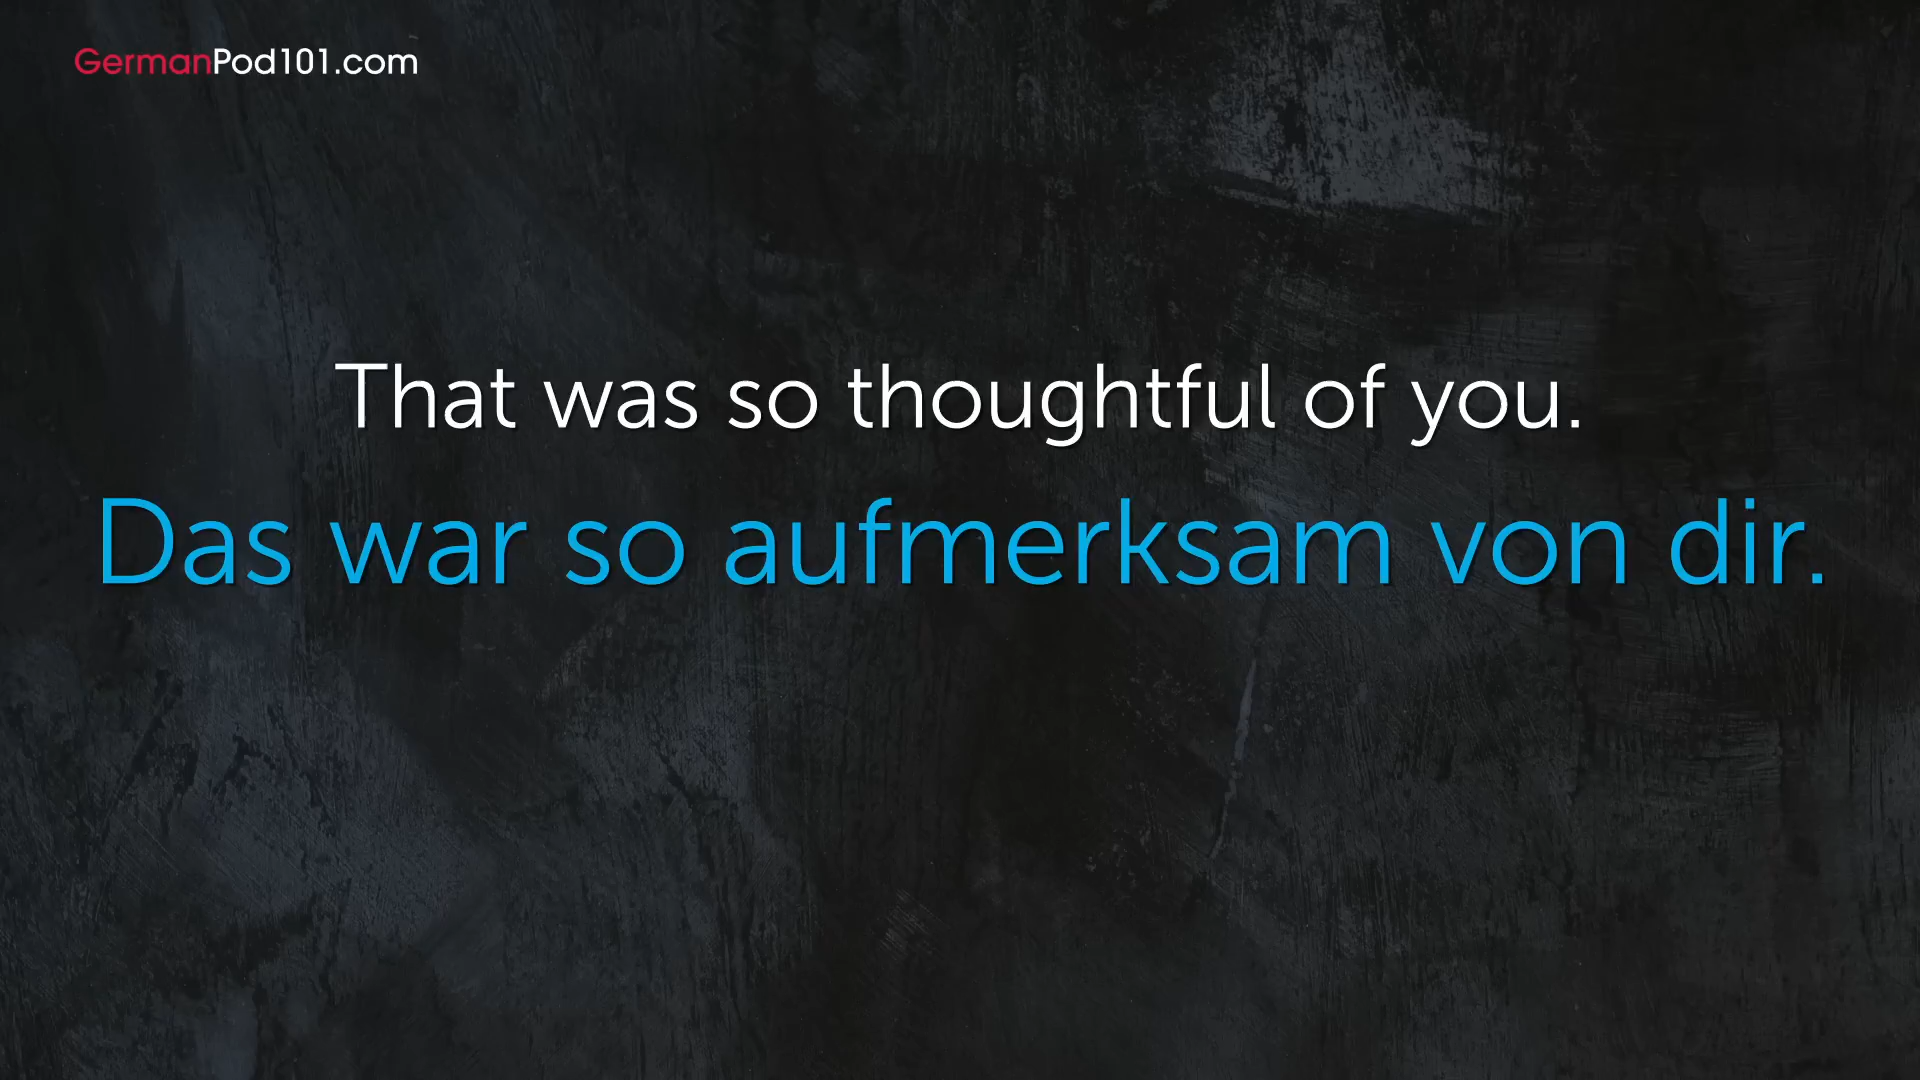 GermanPod101.com
That was so thoughtful of you.
Das war so aufmerksam von dir.